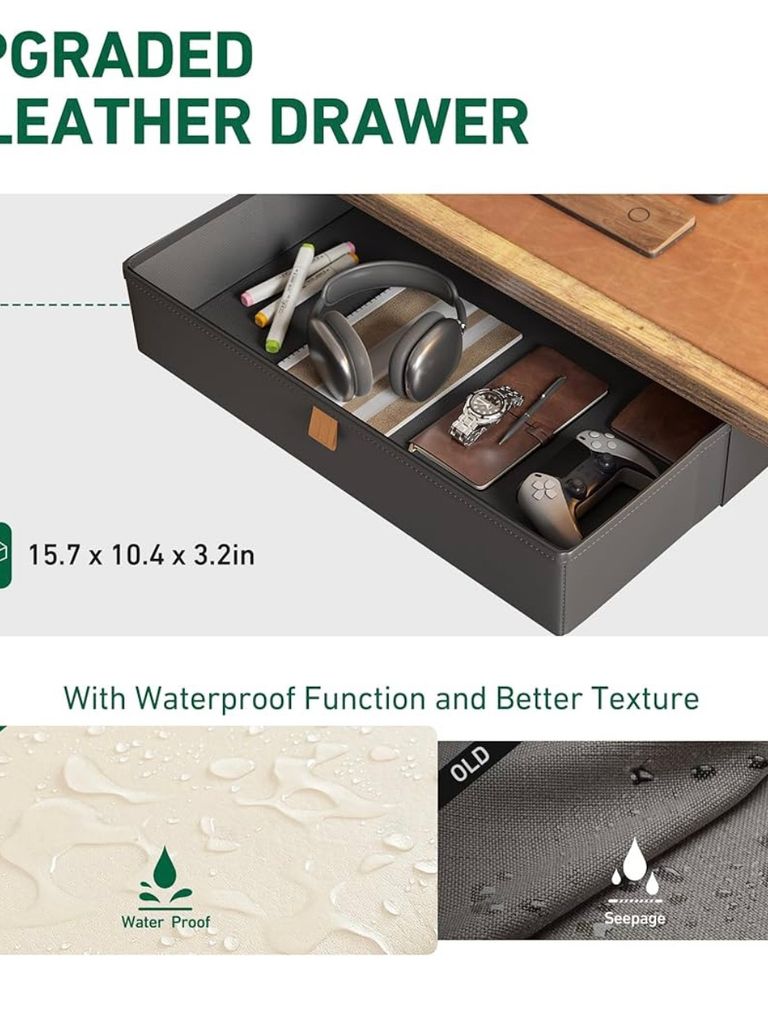 PGRADED
LEATHER DRAWER
15.7 x 10.4 x 3.2in
With Waterproof Function and Better Texture
OLD
Water Proof
Seepage